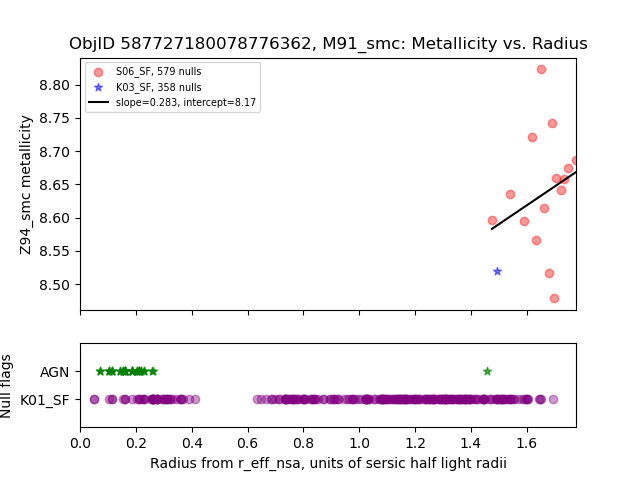 ObjID 587727180078776362, M91_smc: Metallicity vs. Radius
S06_SF, 579 nulls
K03_SF, 358 nulls
slope=0.283, intercept=8.17
Z94_smc metallicity
8.80
8.75
8.70
8.65
8.60
8.55
8.50
Null flags
AGN
K01_SF
0.0 0.2 0.4 0.6 0.8 1.0 1.2 1.4 1.6
Radius from r_eff_nsa, units of sersic half light radii